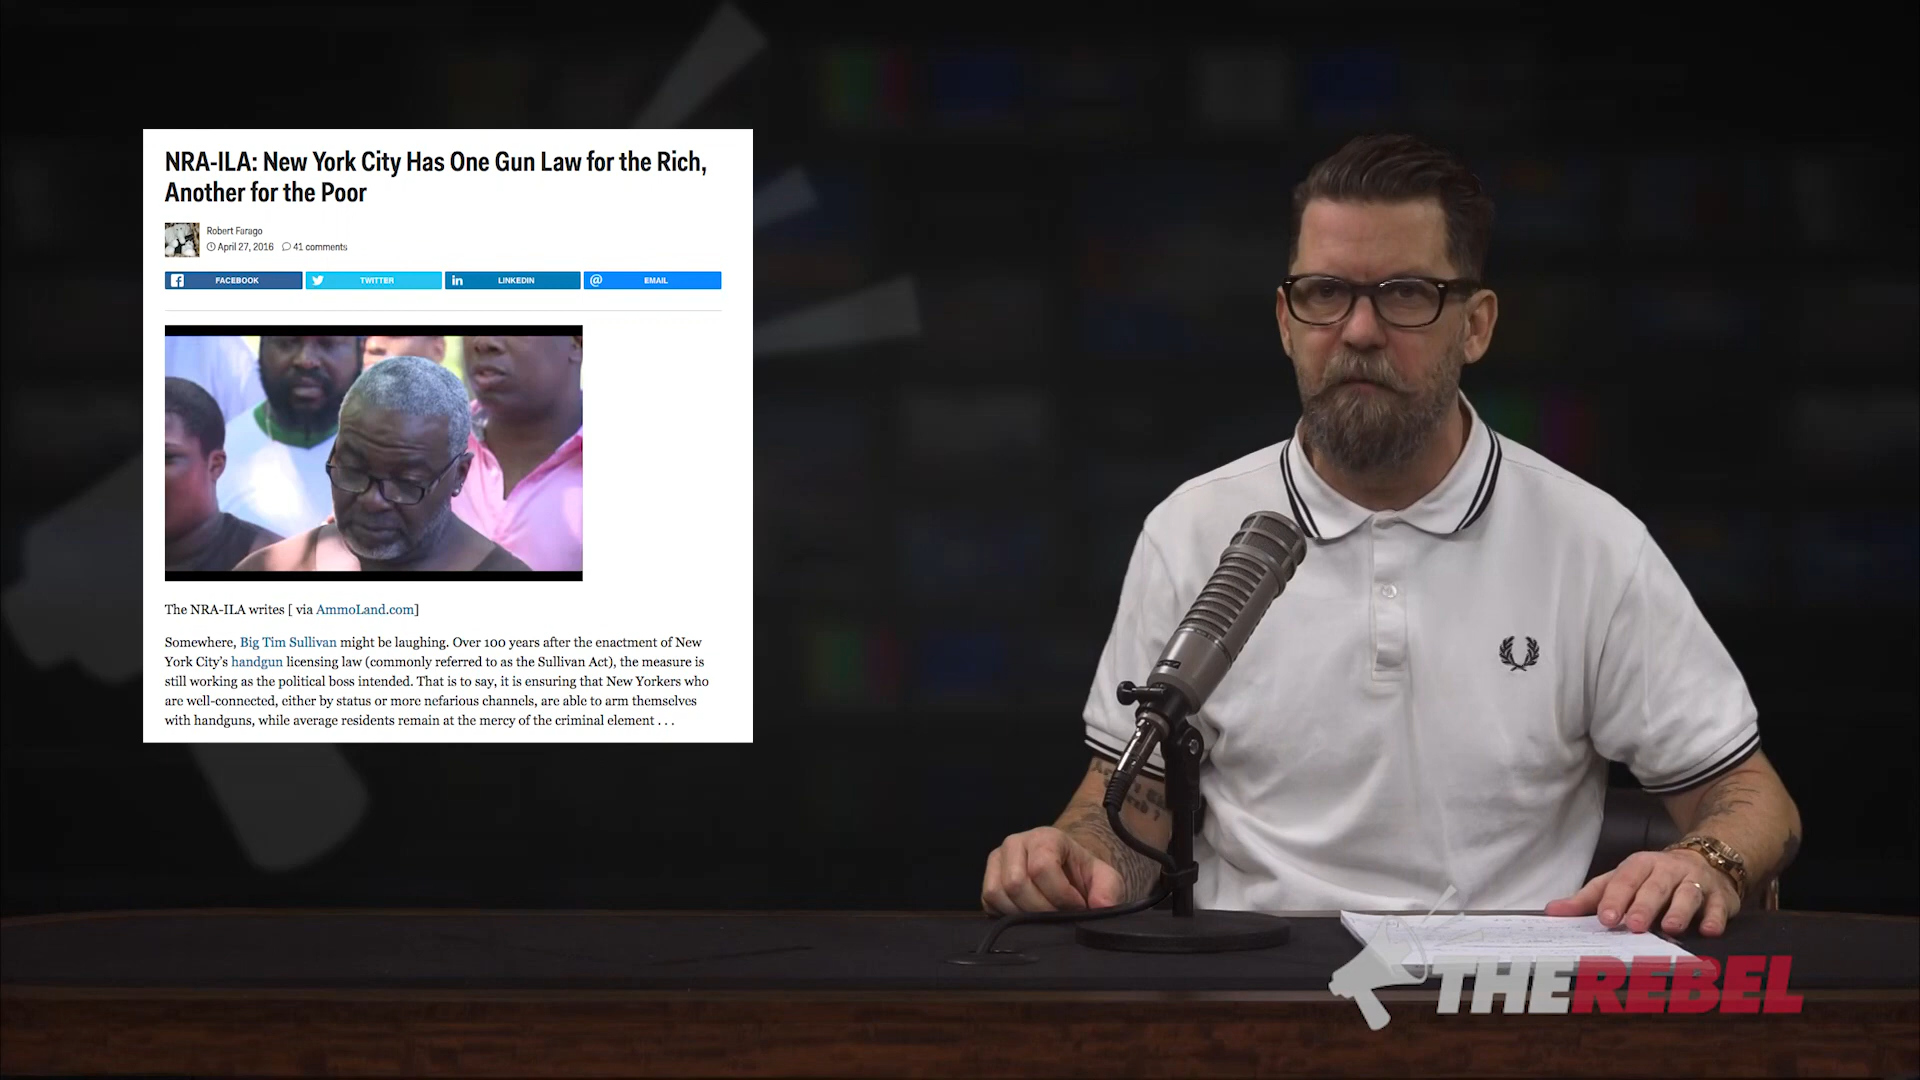 NRA-ILA: New York City Has One Gun Law for the Rich,
Another for the Poor
Robert Farago
April 27, 2016 41 comments
FACEBOOK TWITTER LINKEDIN EMAIL
The NRA-ILA writes [ via AmmoLand.com]
Somewhere, Big Tim Sullivan might be laughing. Over 100 years after the enactment of New
York City's handgun licensing law (commonly referred to as the Sullivan Act), the measure is
still working as the political boss intended. That is to say, it is ensuring that New Yorkers who
are well-connected, either by status or more nefarious channels, are able to arm themselves
with handguns, while average residents remain at the mercy of the criminal element . . .
THEREBEL